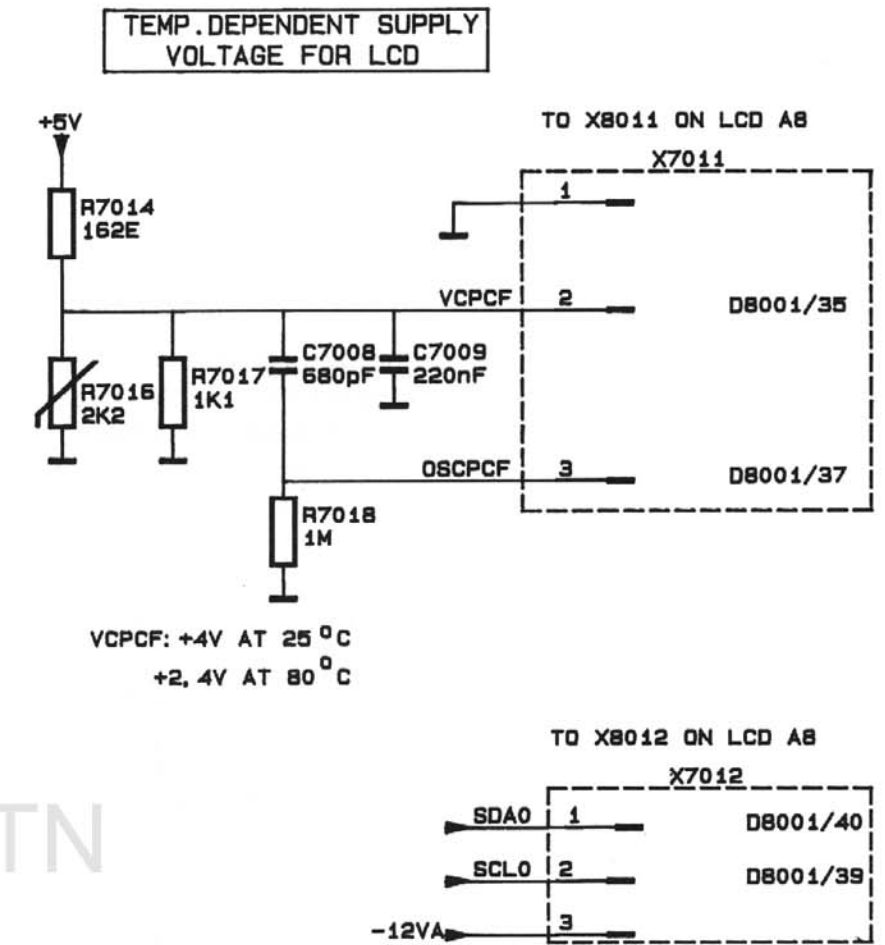 TEMP.DEPENDENT SUPPLY
VOLTAGE FOR LCD
+5V
TO X8011 ON LCD A8
X7011
1
R7014
162E
VCPCF
2
D8001/35
C7008
680pF
C7009
220nF
R7016
2K2
R7017
1K1
OSCPCF
3
D8001/37
R7018
1M
VCPCF: +4V AT 25°C
+2,4V AT 80°C
TO X8012 ON LCD A8
X7012
SDA0
1
D8001/40
SCL0
2
D8001/39
-12VA
3
TN